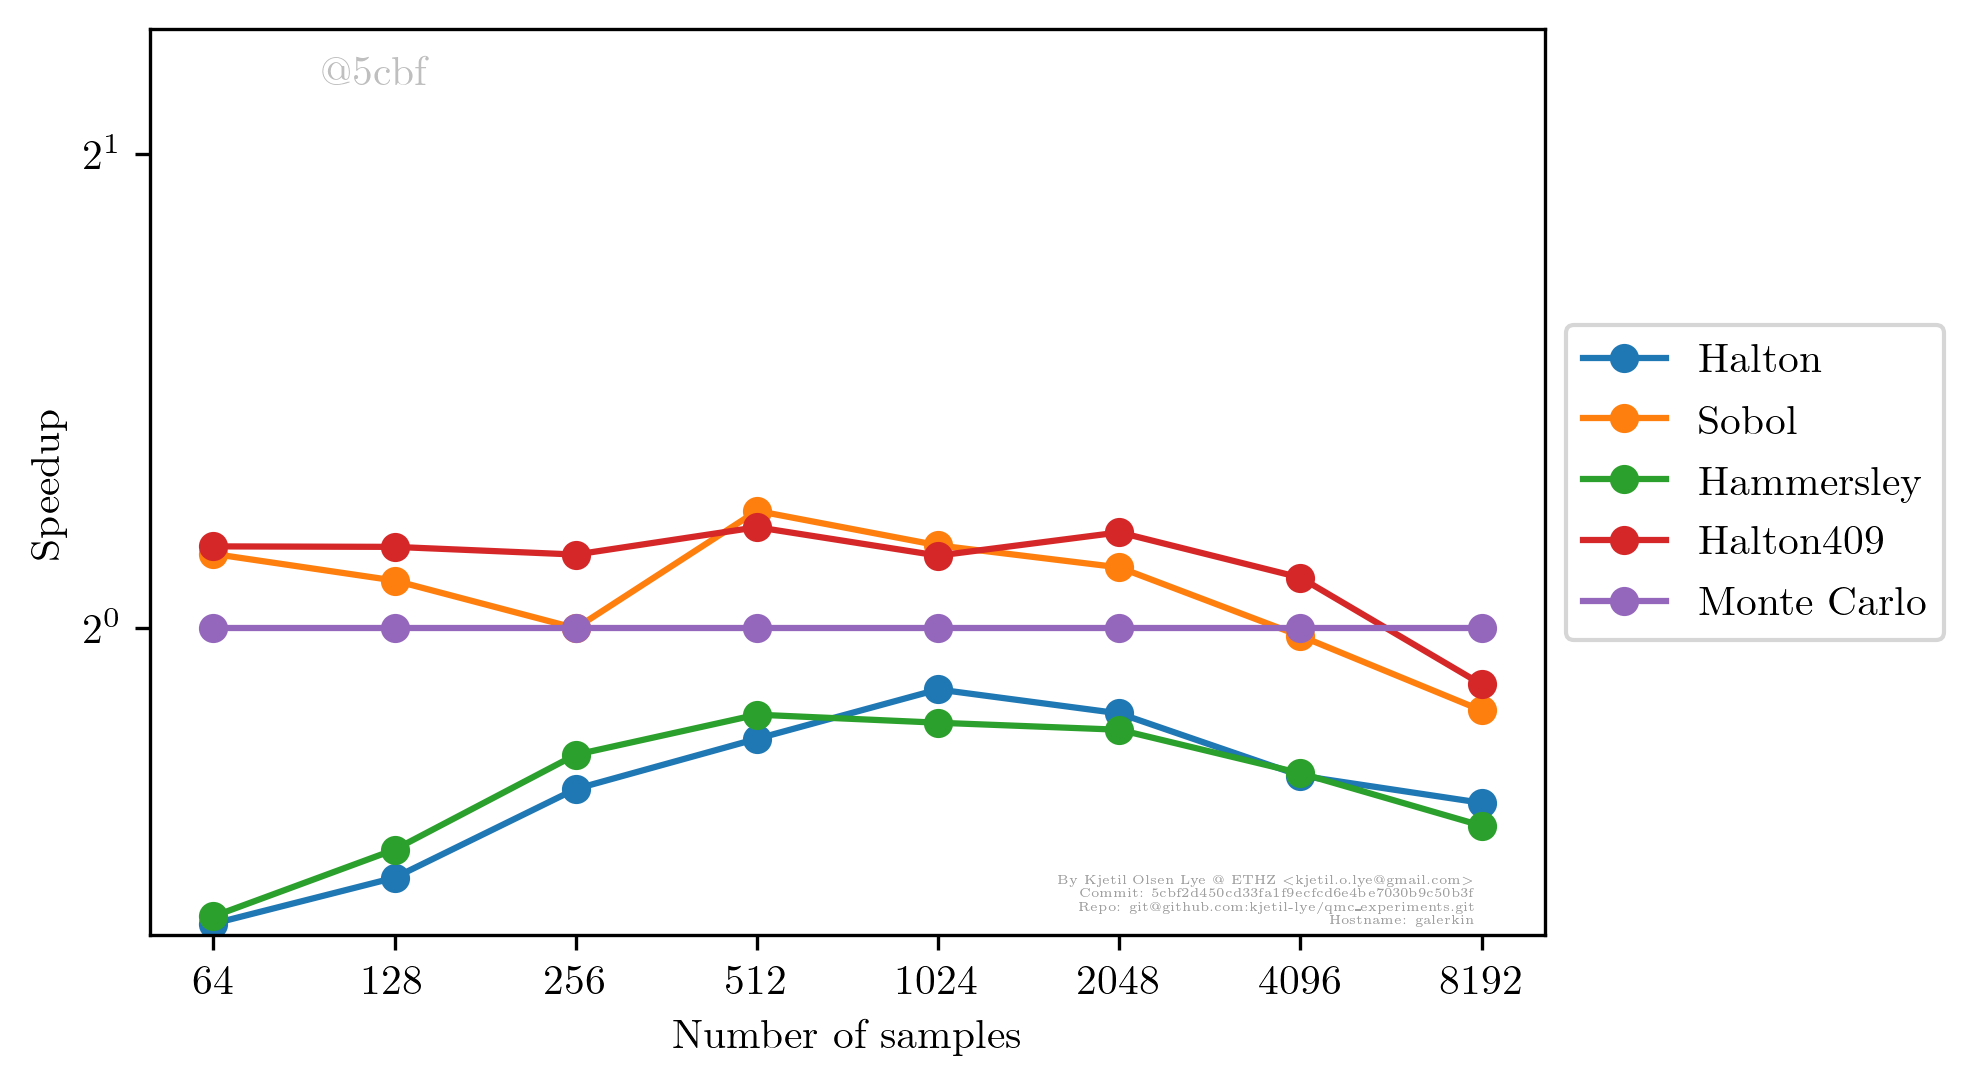 @5cbf
2^1
2^0
Speedup
Halton
Sobol
Hammersley
Halton409
Monte Carlo
By Kjetil Olsen Lye @ ETHZ <kjetil.o.lye@gmail.com>
Commit: 5cbf2d450cd33fa1f9ecfcd6e4be7030b9c50b3f
Repo: git@github.com:kjetil-lye/qmc_experiments.git
Hostname: galerkin
64 128 256 512 1024 2048 4096 8192
Number of samples